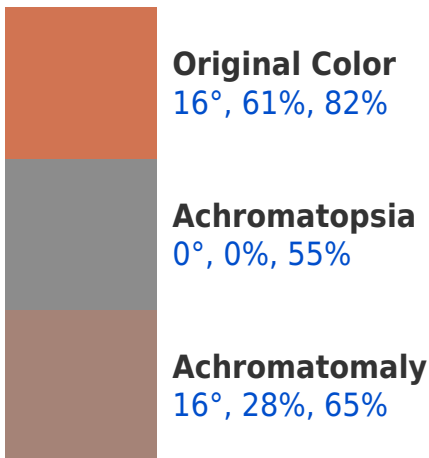 Original Color
16°, 61%, 82%
Achromatopsia
0°, 0%, 55%
Achromatomaly
16°, 28%, 65%